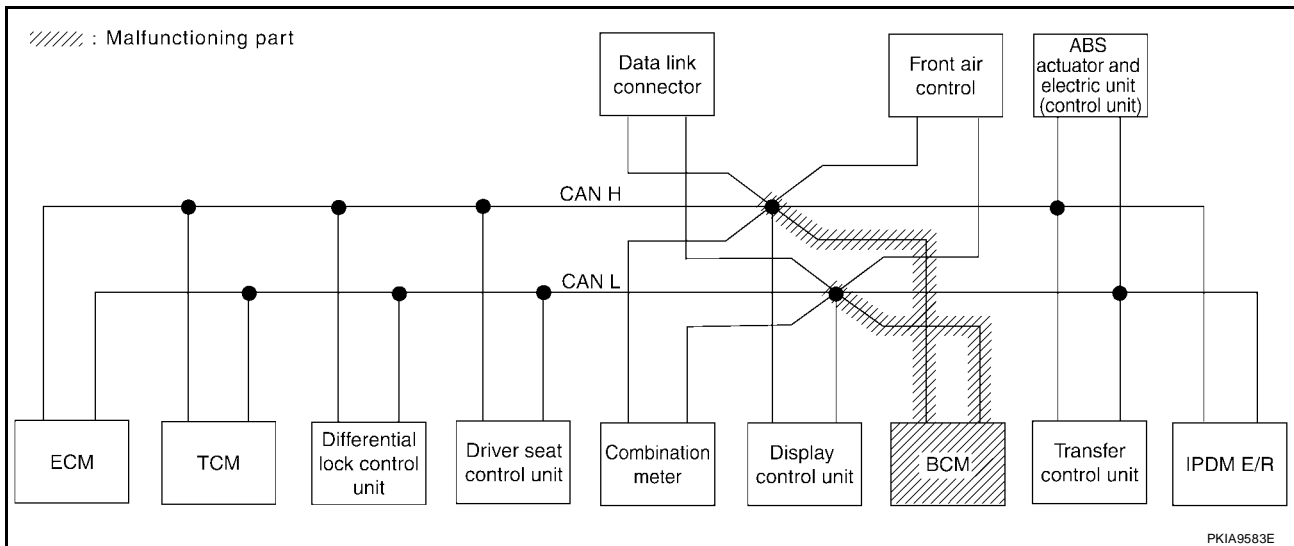 : Malfunctioning part
Data link
connector
Front air
control
ABS
actuator and
electric unit
(control unit)
CAN H
CAN L
ECM
TCM
Differential
lock control
unit
Driver seat
control unit
Combination
meter
Display
control unit
BCM
Transfer
control unit
IPDM E/R
PKIA9583E